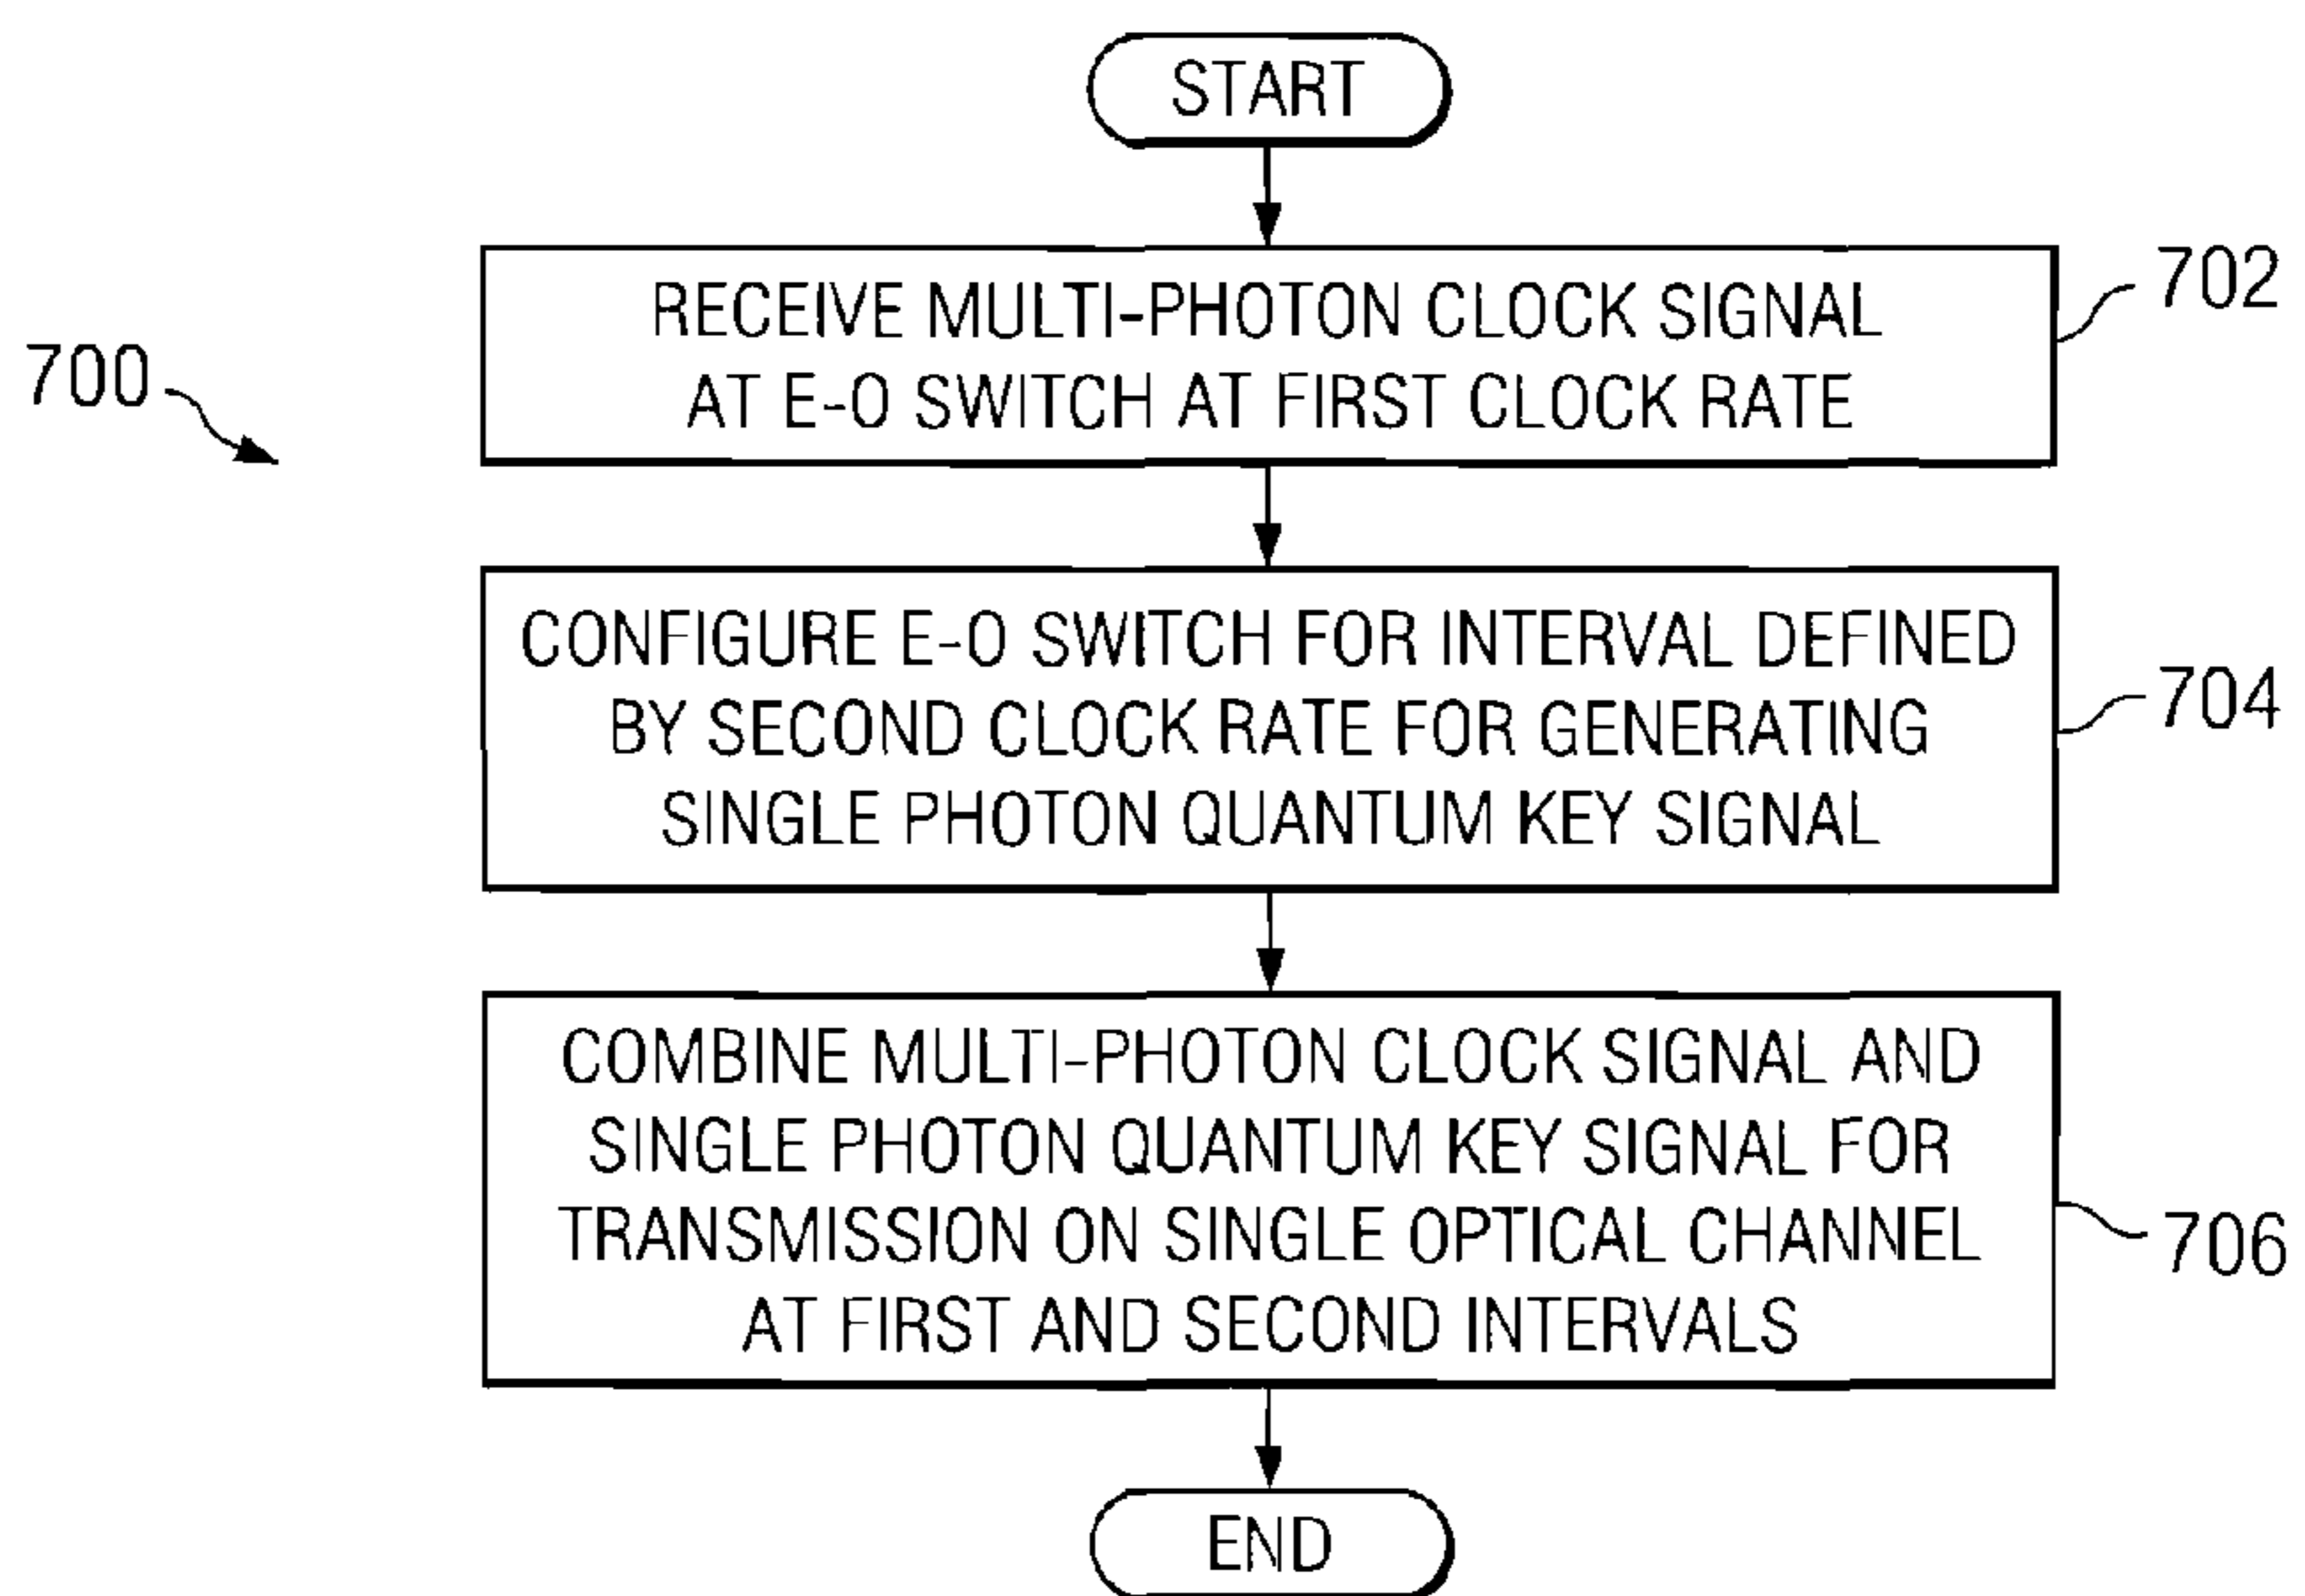 START
RECEIVE MULTI-PHOTON CLOCK SIGNAL
AT E-O SWITCH AT FIRST CLOCK RATE
702
700
CONFIGURE E-O SWITCH FOR INTERVAL DEFINED
BY SECOND CLOCK RATE FOR GENERATING
SINGLE PHOTON QUANTUM KEY SIGNAL
704
COMBINE MULTI-PHOTON CLOCK SIGNAL AND
SINGLE PHOTON QUANTUM KEY SIGNAL FOR
TRANSMISSION ON SINGLE OPTICAL CHANNEL
AT FIRST AND SECOND INTERVALS
706
END